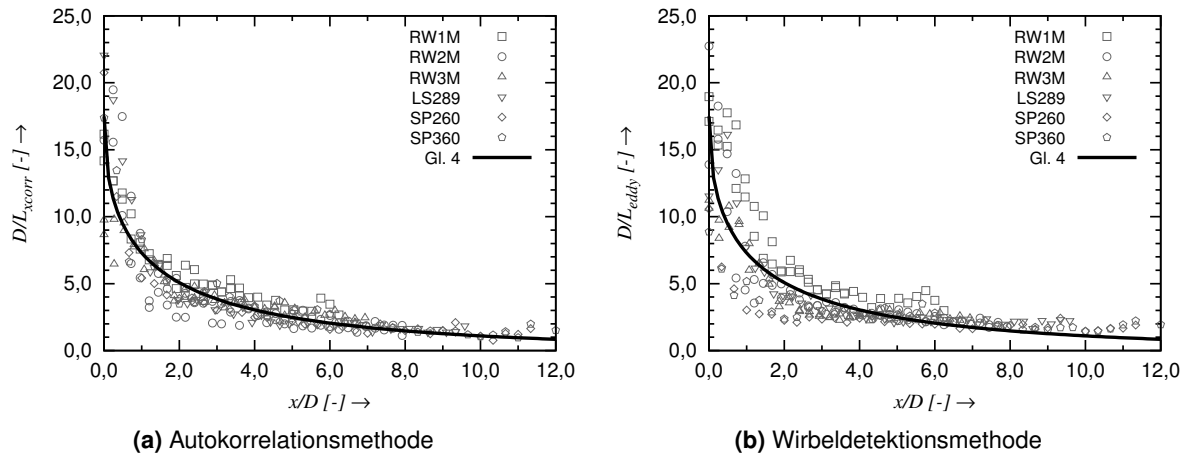 25,0
20,0
15,0
10,0
5,0
0,0
D/L_xcorr [-] →
RW1M
RW2M
RW3M
LS289
SP260
SP360
Gl. 4
0,0 2,0 4,0 6,0 8,0 10,0 12,0
x/D [-] →
(a) Autokorrelationsmethode
25,0
20,0
15,0
10,0
5,0
0,0
D/L_eddy [-] →
RW1M
RW2M
RW3M
LS289
SP260
SP360
Gl. 4
0,0 2,0 4,0 6,0 8,0 10,0 12,0
x/D [-] →
(b) Wirbeldetektionsmethode